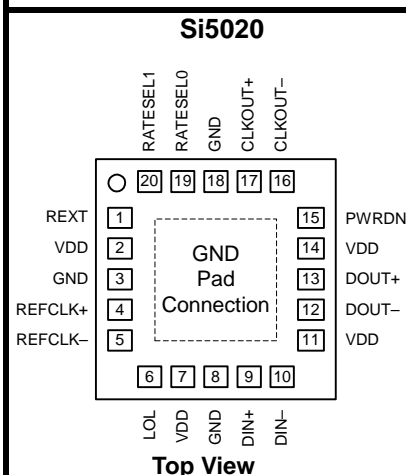 Si5020
RATESEL1
RATESEL0
GND
CLKOUT+
CLKOUT–
20 19 18 17 16
REXT 1 15 PWRDN
VDD 2 14 VDD
GND 3 13 DOUT+
REFCLK+ 4 12 DOUT–
REFCLK– 5 11 VDD
GND
Pad
Connection
6 7 8 9 10
LOL
VDD
GND
DIN+
DIN–
Top View